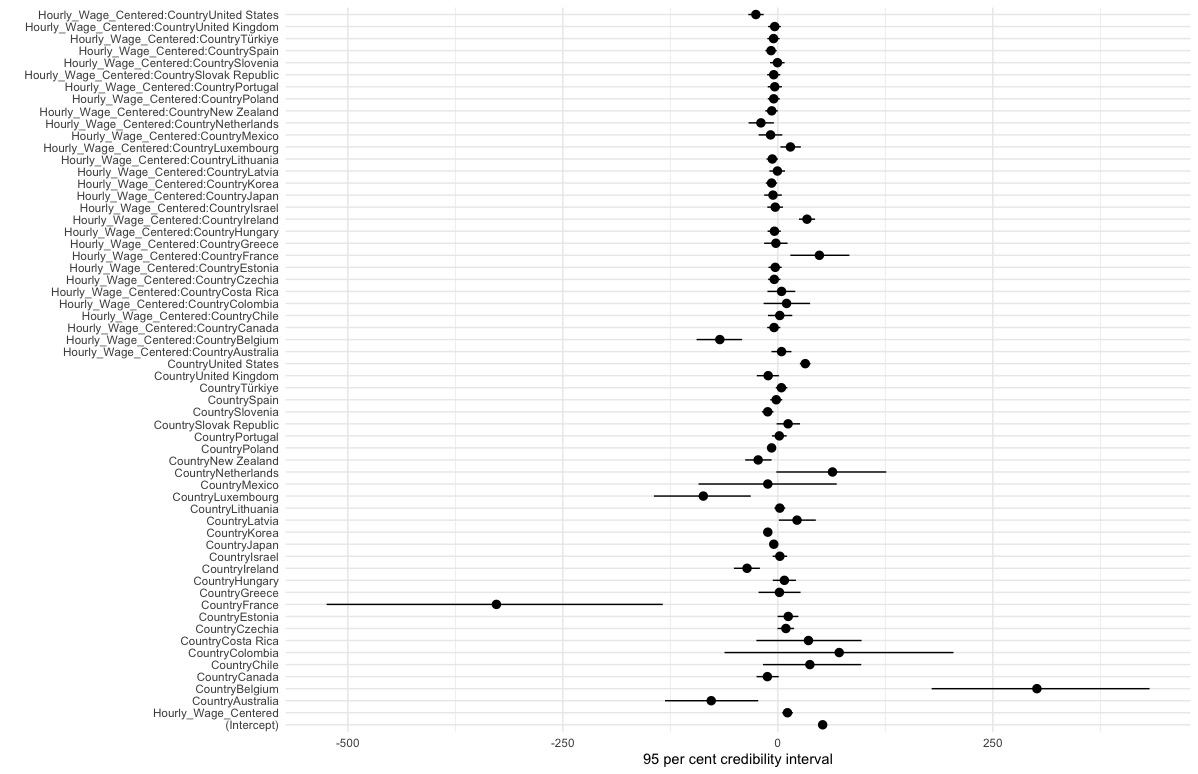 Hourly_Wage_Centered:CountryUnited States
Hourly_Wage_Centered:CountryUnited Kingdom
Hourly_Wage_Centered:CountryTürkiye
Hourly_Wage_Centered:CountrySpain
Hourly_Wage_Centered:CountrySlovenia
Hourly_Wage_Centered:CountrySlovak Republic
Hourly_Wage_Centered:CountryPortugal
Hourly_Wage_Centered:CountryPoland
Hourly_Wage_Centered:CountryNew Zealand
Hourly_Wage_Centered:CountryNetherlands
Hourly_Wage_Centered:CountryMexico
Hourly_Wage_Centered:CountryLuxembourg
Hourly_Wage_Centered:CountryLithuania
Hourly_Wage_Centered:CountryLatvia
Hourly_Wage_Centered:CountryKorea
Hourly_Wage_Centered:CountryJapan
Hourly_Wage_Centered:CountryIsrael
Hourly_Wage_Centered:CountryIreland
Hourly_Wage_Centered:CountryHungary
Hourly_Wage_Centered:CountryGreece
Hourly_Wage_Centered:CountryFrance
Hourly_Wage_Centered:CountryEstonia
Hourly_Wage_Centered:CountryCzechia
Hourly_Wage_Centered:CountryCosta Rica
Hourly_Wage_Centered:CountryColombia
Hourly_Wage_Centered:CountryChile
Hourly_Wage_Centered:CountryCanada
Hourly_Wage_Centered:CountryBelgium
Hourly_Wage_Centered:CountryAustralia
CountryUnited States
CountryUnited Kingdom
CountryTürkiye
CountrySpain
CountrySlovenia
CountrySlovak Republic
CountryPortugal
CountryPoland
CountryNew Zealand
CountryNetherlands
CountryMexico
CountryLuxembourg
CountryLithuania
CountryLatvia
CountryKorea
CountryJapan
CountryIsrael
CountryIreland
CountryHungary
CountryGreece
CountryFrance
CountryEstonia
CountryCzechia
CountryCosta Rica
CountryColombia
CountryChile
CountryCanada
CountryBelgium
CountryAustralia
Hourly_Wage_Centered
(Intercept)
-500 -250 0 250
95 per cent credibility interval